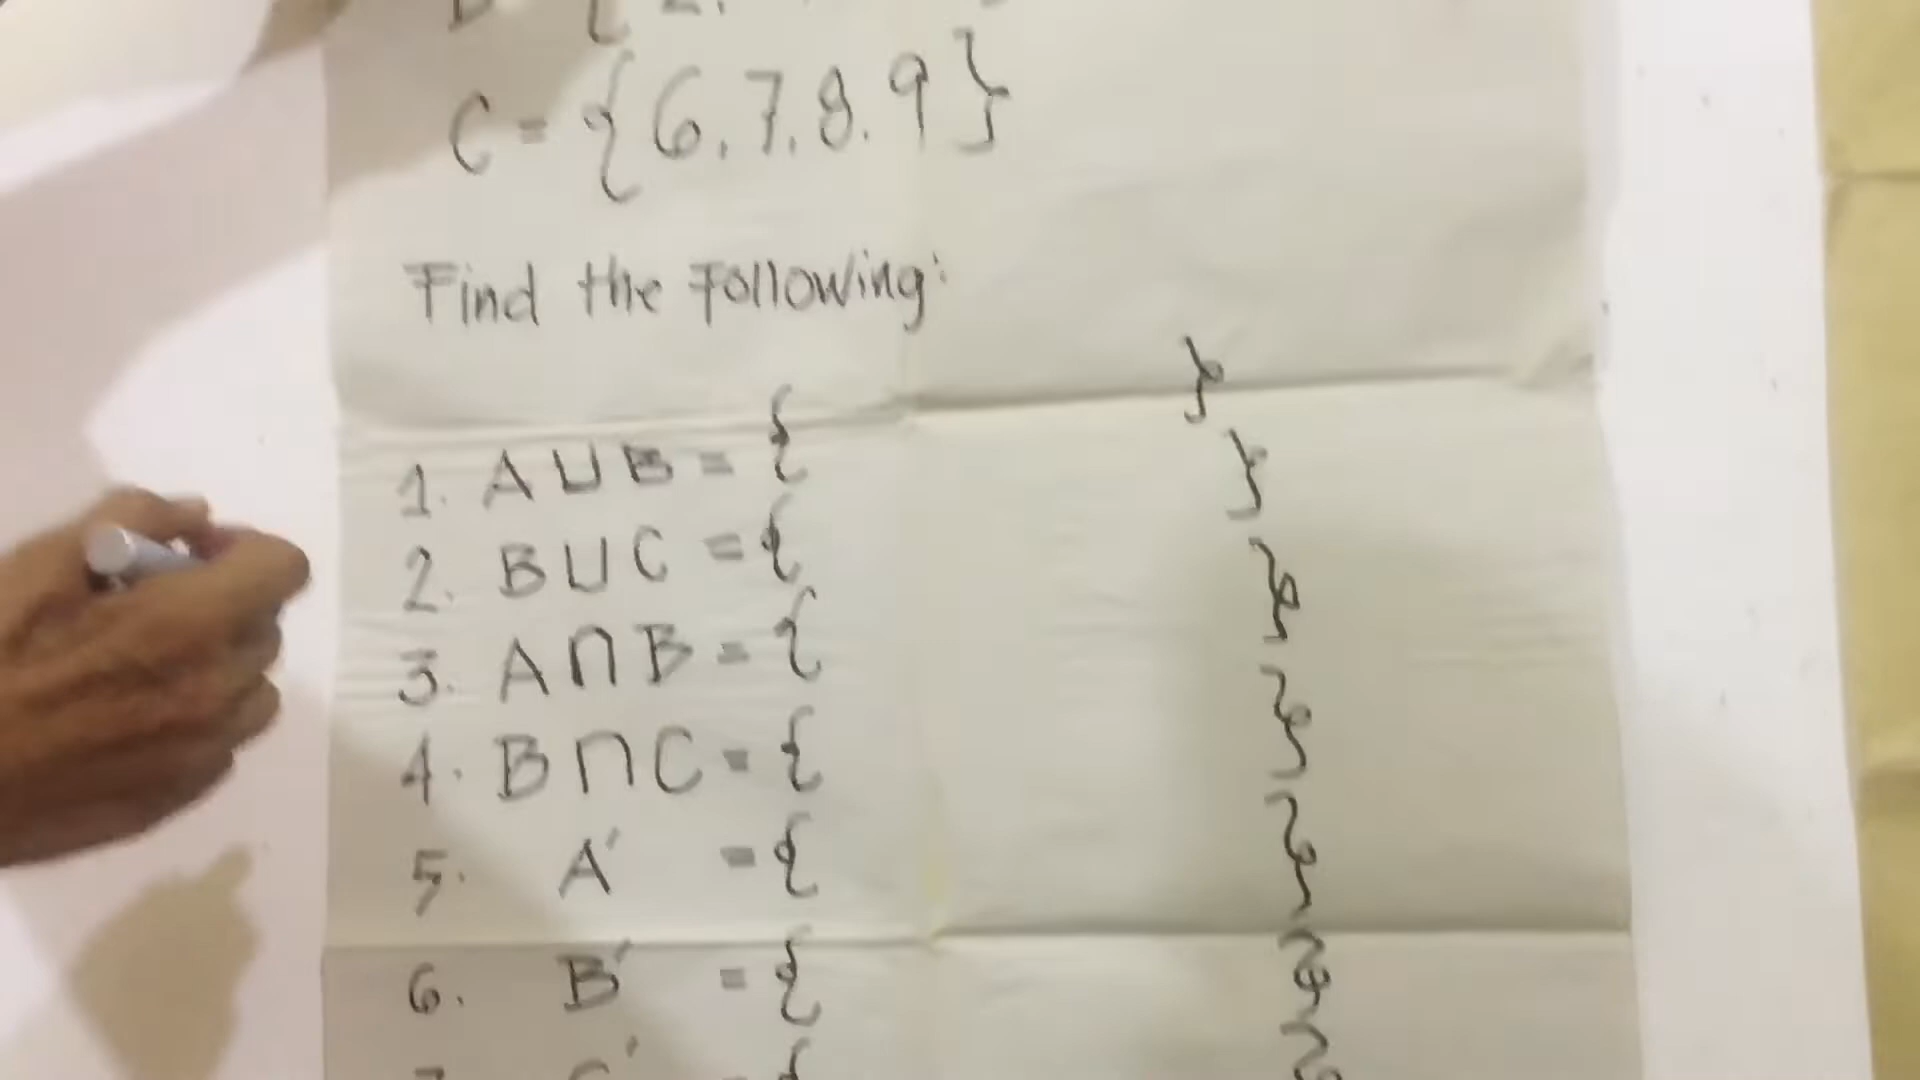 C = {6, 7, 8, 9}
Find the following:
1. A ∪ B = { }
2. B ∪ C = { }
3. A ∩ B = { }
4. B ∩ C = { }
5. A' = { }
6. B' = { }